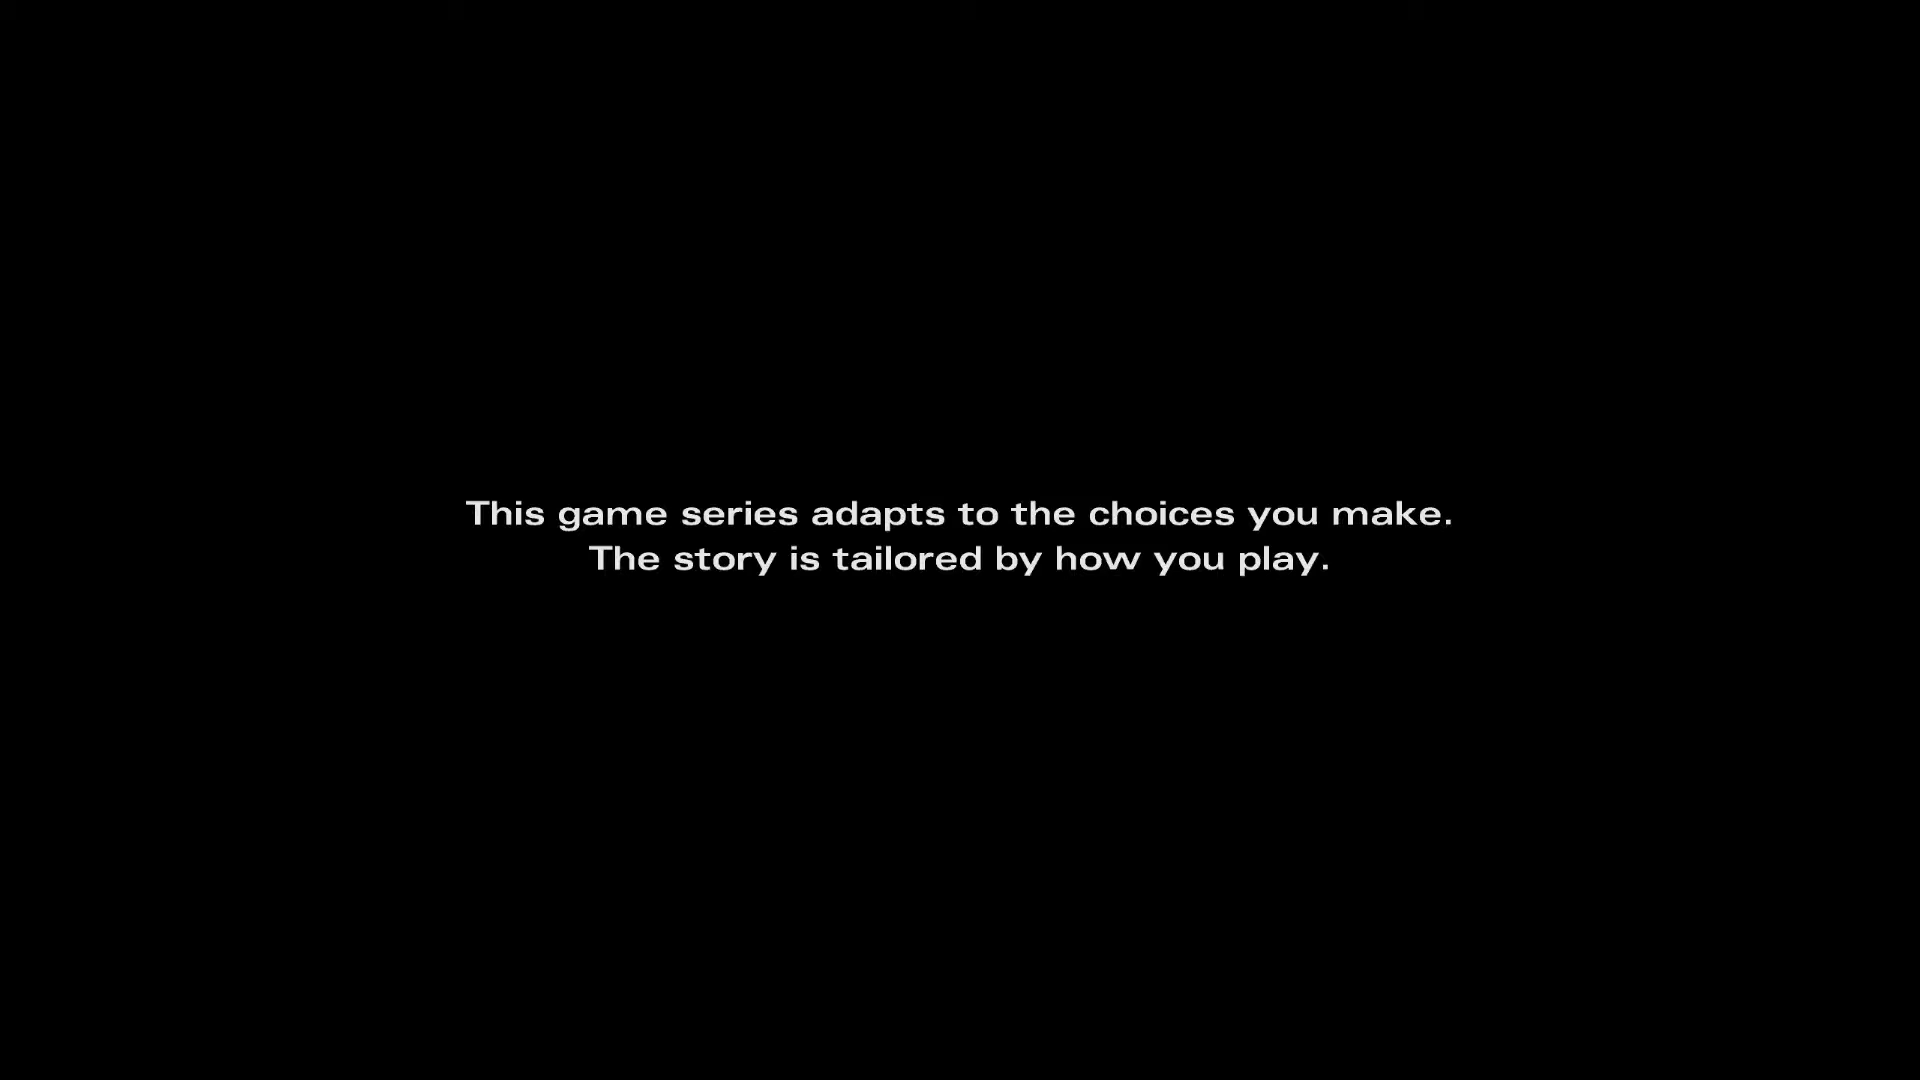 This game series adapts to the choices you make.
The story is tailored by how you play.